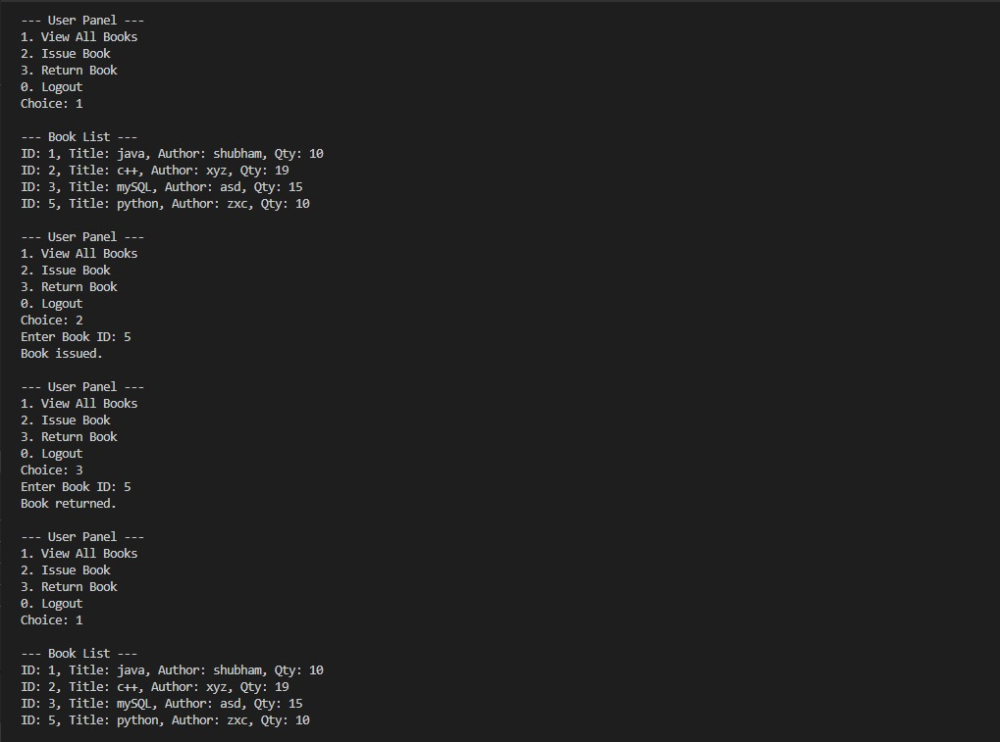 --- User Panel ---
1. View All Books
2. Issue Book
3. Return Book
0. Logout
Choice: 1
--- Book List ---
ID: 1, Title: java, Author: shubham, Qty: 10
ID: 2, Title: c++, Author: xyz, Qty: 19
ID: 3, Title: mySQL, Author: asd, Qty: 15
ID: 5, Title: python, Author: zxc, Qty: 10
--- User Panel ---
1. View All Books
2. Issue Book
3. Return Book
0. Logout
Choice: 2
Enter Book ID: 5
Book issued.
--- User Panel ---
1. View All Books
2. Issue Book
3. Return Book
0. Logout
Choice: 3
Enter Book ID: 5
Book returned.
--- User Panel ---
1. View All Books
2. Issue Book
3. Return Book
0. Logout
Choice: 1
--- Book List ---
ID: 1, Title: java, Author: shubham, Qty: 10
ID: 2, Title: c++, Author: xyz, Qty: 19
ID: 3, Title: mySQL, Author: asd, Qty: 15
ID: 5, Title: python, Author: zxc, Qty: 10